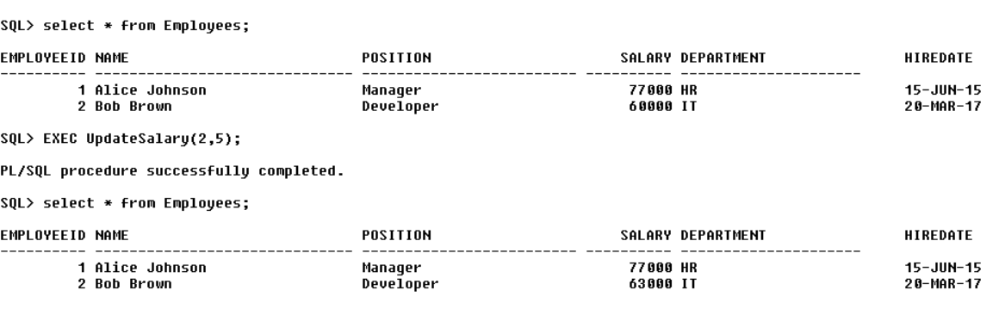 SQL> select * from Employees;
EMPLOYEEID NAME POSITION SALARY DEPARTMENT HIREDATE
---------- ------------------------------ ------------------------- ---------- --------------------- ---------
1 Alice Johnson Manager 77000 HR 15-JUN-15
2 Bob Brown Developer 60000 IT 20-MAR-17
SQL> EXEC UpdateSalary(2,5);
PL/SQL procedure successfully completed.
SQL> select * from Employees;
EMPLOYEEID NAME POSITION SALARY DEPARTMENT HIREDATE
---------- ------------------------------ ------------------------- ---------- --------------------- ---------
1 Alice Johnson Manager 77000 HR 15-JUN-15
2 Bob Brown Developer 63000 IT 20-MAR-17